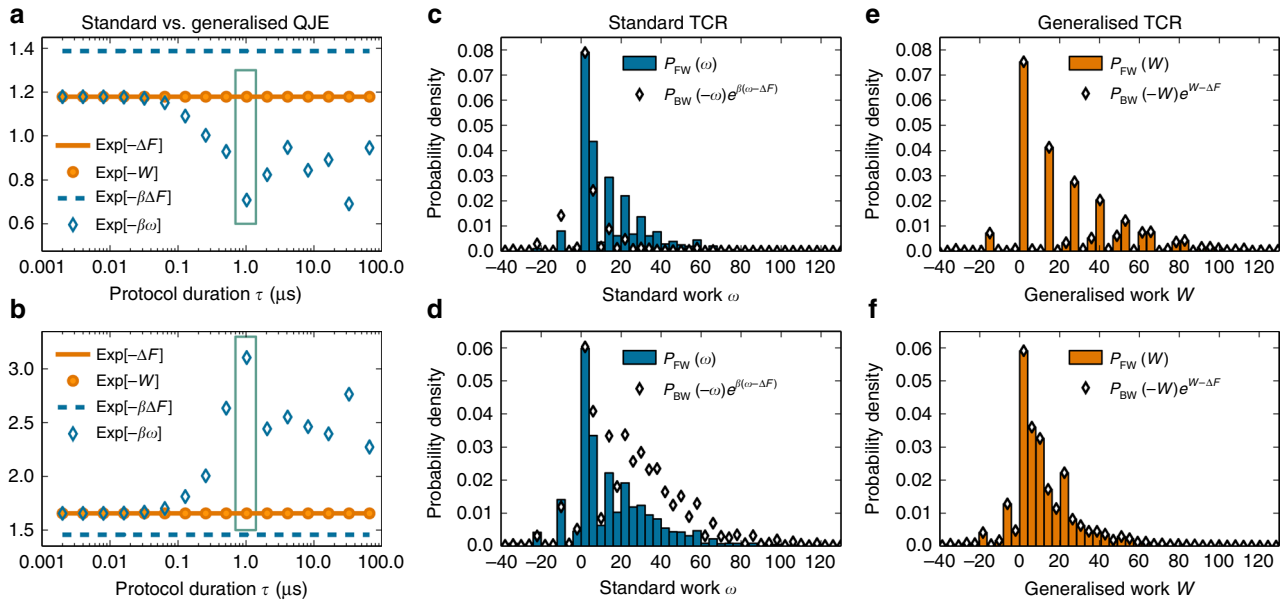 a
Standard vs. generalised QJE
1.4
1.2
1.0
0.8
0.6
Exp[−ΔF]
Exp[−W]
Exp[−βΔF]
Exp[−βω]
0.001
0.01
0.1
1.0
10.0
100.0
Protocol duration τ (μs)
b
3.0
2.5
2.0
1.5
Exp[−ΔF]
Exp[−W]
Exp[−βΔF]
Exp[−βω]
0.001
0.01
0.1
1.0
10.0
100.0
Protocol duration τ (μs)
c
Standard TCR
Probability density
0.08
0.07
0.06
0.05
0.04
0.03
0.02
0.01
0.0
P_FW (ω)
P_BW (−ω)e^β(ω−ΔF)
−40
−20
0
20
40
60
80
100
120
Standard work ω
d
Probability density
0.06
0.05
0.04
0.03
0.02
0.01
0.0
P_FW (ω)
P_BW (−ω)e^β(ω−ΔF)
−40
−20
0
20
40
60
80
100
120
Standard work ω
e
Generalised TCR
Probability density
0.08
0.07
0.06
0.05
0.04
0.03
0.02
0.01
0.0
P_FW (W)
P_BW (−W)e^W−ΔF
−40
−20
0
20
40
60
80
100
120
Generalised work W
f
Probability density
0.06
0.05
0.04
0.03
0.02
0.01
0.0
P_FW (W)
P_BW (−W)e^W−ΔF
−40
−20
0
20
40
60
80
100
120
Generalised work W